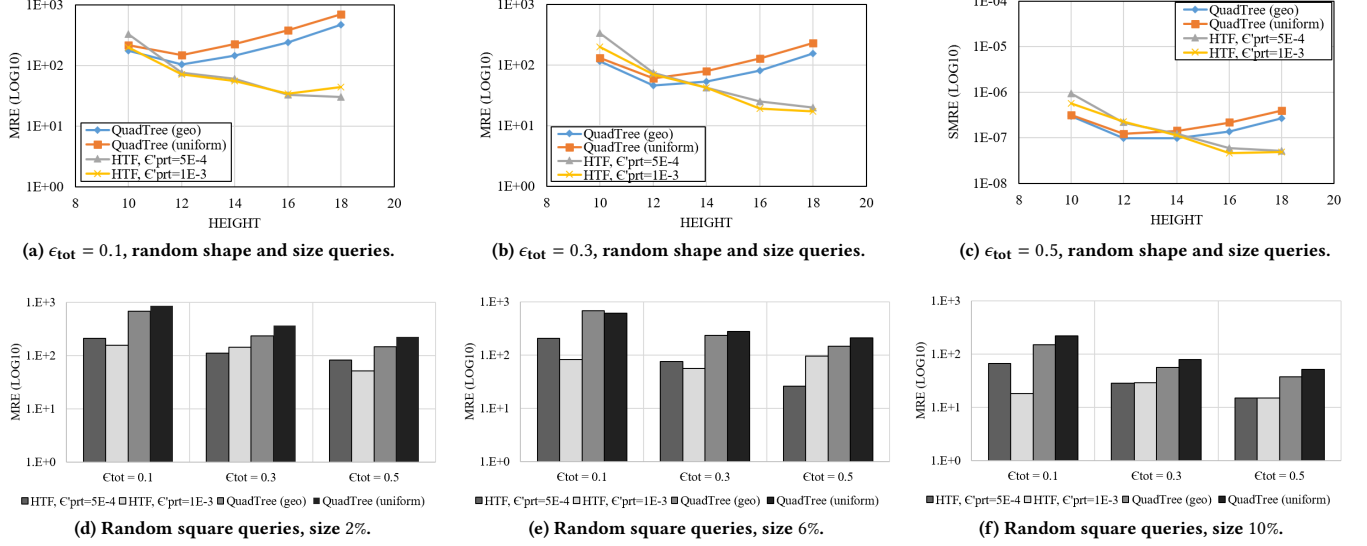 1E+03
1E+02
1E+01
1E+00
MRE (LOG10)
QuadTree (geo)
QuadTree (uniform)
HTF, Є'prt=5E-4
HTF, Є'prt=1E-3
8 10 12 14 16 18 20
HEIGHT
(a) ϵtot = 0.1, random shape and size queries.
1E+03
1E+02
1E+01
1E+00
MRE (LOG10)
QuadTree (geo)
QuadTree (uniform)
HTF, Є'prt=5E-4
HTF, Є'prt=1E-3
8 10 12 14 16 18 20
HEIGHT
(b) ϵtot = 0.3, random shape and size queries.
1E-04
1E-05
1E-06
1E-07
1E-08
SMRE (LOG10)
QuadTree (geo)
QuadTree (uniform)
HTF, Є'prt=5E-4
HTF, Є'prt=1E-3
8 10 12 14 16 18 20
HEIGHT
(c) ϵtot = 0.5, random shape and size queries.
1.E+3
1.E+2
1.E+1
1.E+0
MRE (LOG10)
Єtot = 0.1 Єtot = 0.3 Єtot = 0.5
HTF, Є'prt=5E-4 HTF, Є'prt=1E-3 QuadTree (geo) QuadTree (uniform)
(d) Random square queries, size 2%.
1.E+3
1.E+2
1.E+1
1.E+0
MRE (LOG10)
Єtot = 0.1 Єtot = 0.3 Єtot = 0.5
HTF, Є'prt=5E-4 HTF, Є'prt=1E-3 QuadTree (geo) QuadTree (uniform)
(e) Random square queries, size 6%.
1.E+3
1.E+2
1.E+1
1.E+0
MRE (LOG10)
Єtot = 0.1 Єtot = 0.3 Єtot = 0.5
HTF, Є'prt=5E-4 HTF, Є'prt=1E-3 QuadTree (geo) QuadTree (uniform)
(f) Random square queries, size 10%.